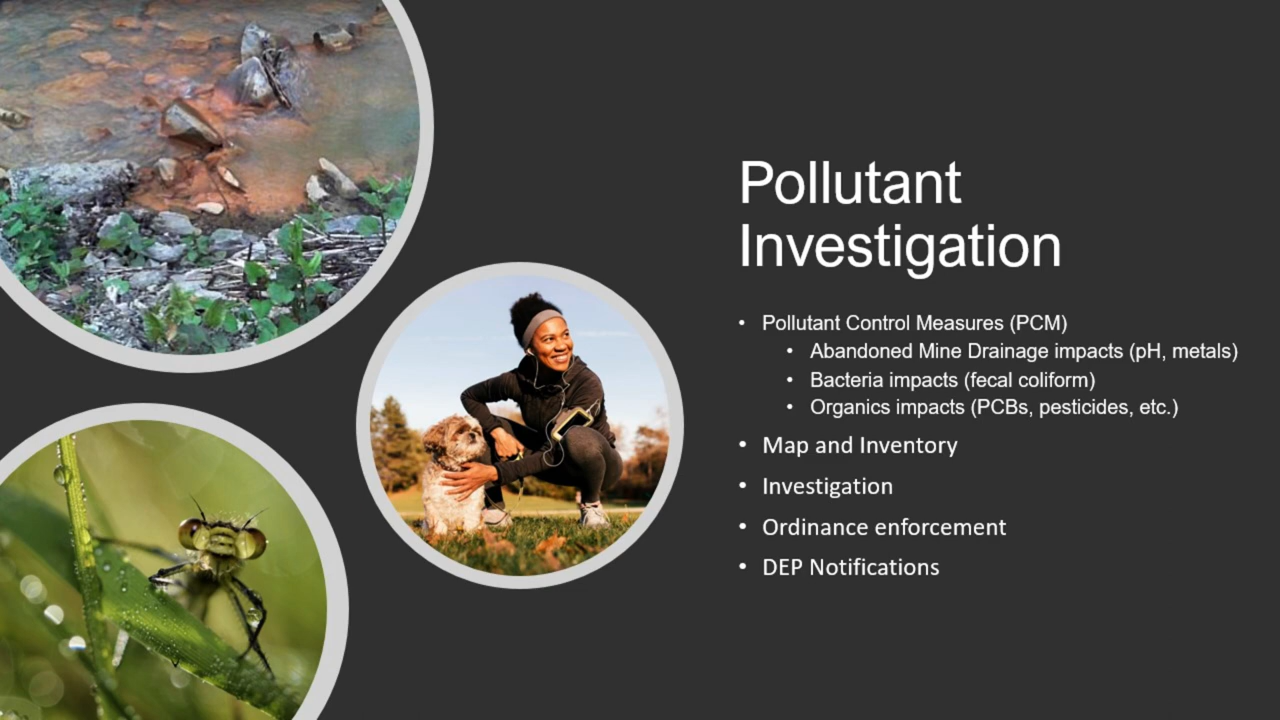 Pollutant
Investigation
• Pollutant Control Measures (PCM)
• Abandoned Mine Drainage impacts (pH, metals)
• Bacteria impacts (fecal coliform)
• Organics impacts (PCBs, pesticides, etc.)
• Map and Inventory
• Investigation
• Ordinance enforcement
• DEP Notifications